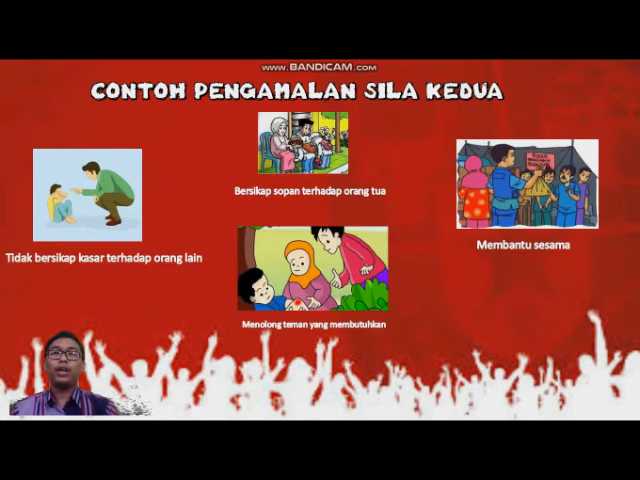 www.BANDICAM.com
CONTOH PENGAMALAN SILA KEDUA
Bersikap sopan terhadap orang tua
Membantu sesama
Tidak bersikap kasar terhadap orang lain
Menolong teman yang membutuhkan